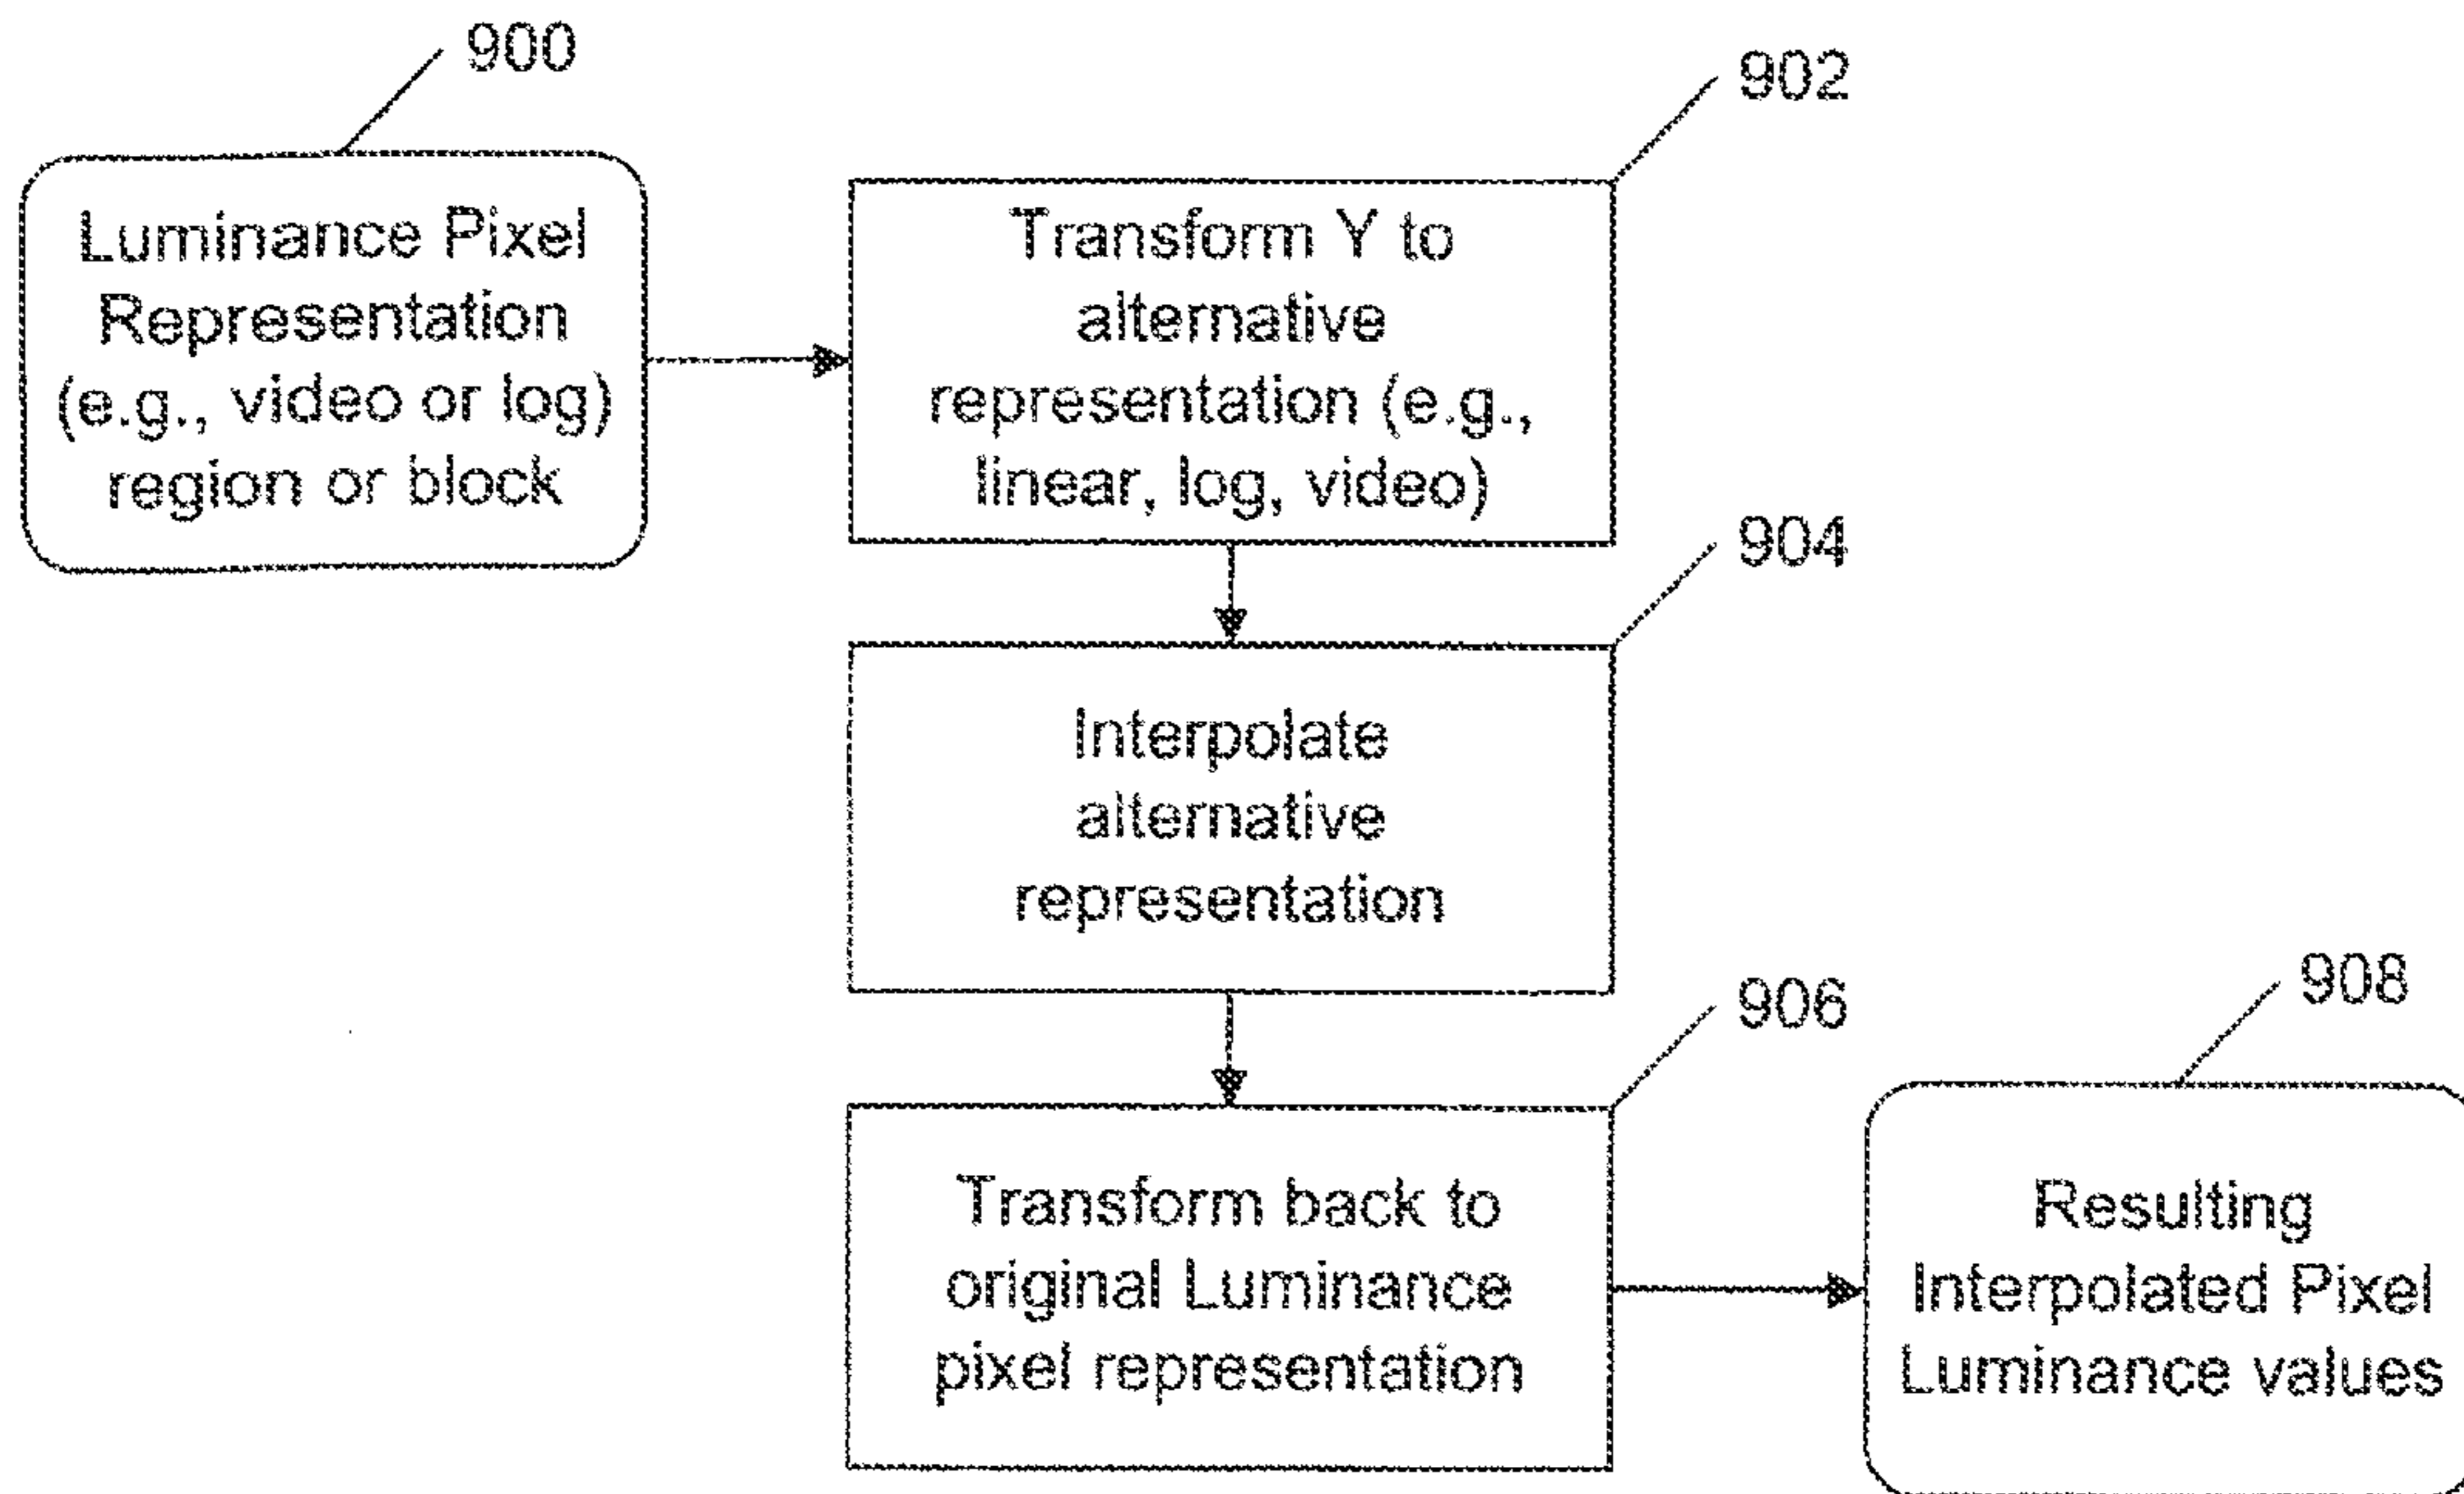 900
Luminance Pixel
Representation
(e.g., video or log)
region or block
902
Transform Y to
alternative
representation (e.g.,
linear, log, video)
904
Interpolate
alternative
representation
906
Transform back to
original Luminance
pixel representation
908
Resulting
Interpolated Pixel
Luminance values